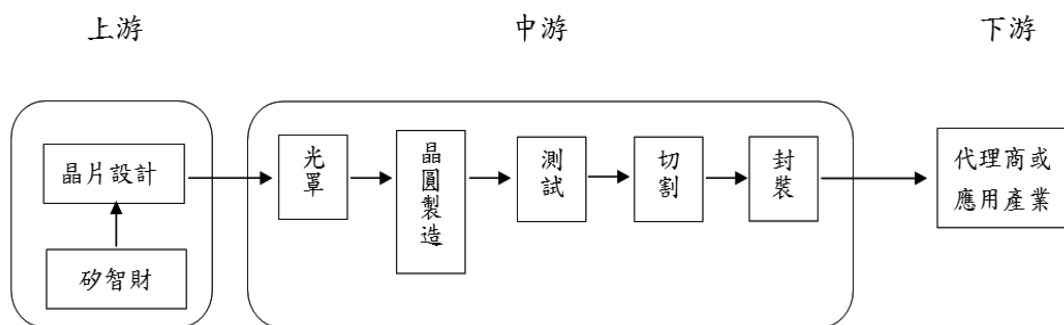 上游
中游
下游
晶片設計
矽智財
光罩
晶圓製造
測試
切割
封裝
代理商或
應用產業